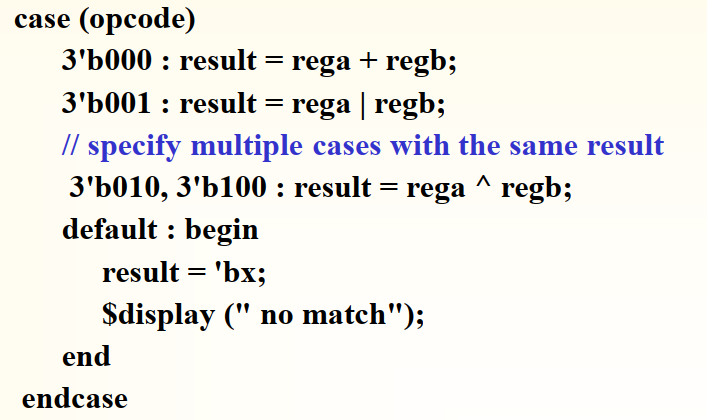 case (opcode)
3'b000 : result = rega + regb;
3'b001 : result = rega | regb;
// specify multiple cases with the same result
3'b010, 3'b100 : result = rega ^ regb;
default : begin
result = 'bx;
$display (" no match");
end
endcase